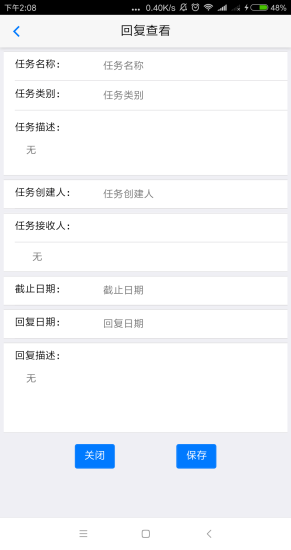 下午2:08 ... 0.40K/s 48%
回复查看
任务名称： 任务名称
任务类别： 任务类别
任务描述：
无
任务创建人： 任务创建人
任务接收人：
无
截止日期： 截止日期
回复日期： 回复日期
回复描述：
无
关闭 保存